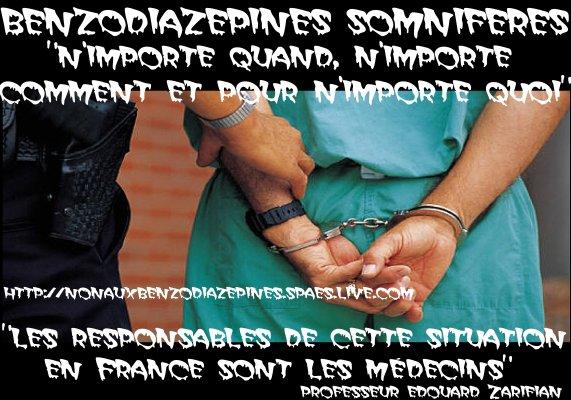 BENZODIAZEPINES SOMNIFERES
"N'IMPORTE QUAND, N'IMPORTE
COMMENT ET POUR N'IMPORTE QUOI"
HTTP://NONAUXBENZODIAZEPINES.SPAES.LIVE.COM
"LES RESPONSABLES DE CETTE SITUATION
EN FRANCE SONT LES MÉDECINS"
PROFESSEUR EDOUARD ZARIFIAN